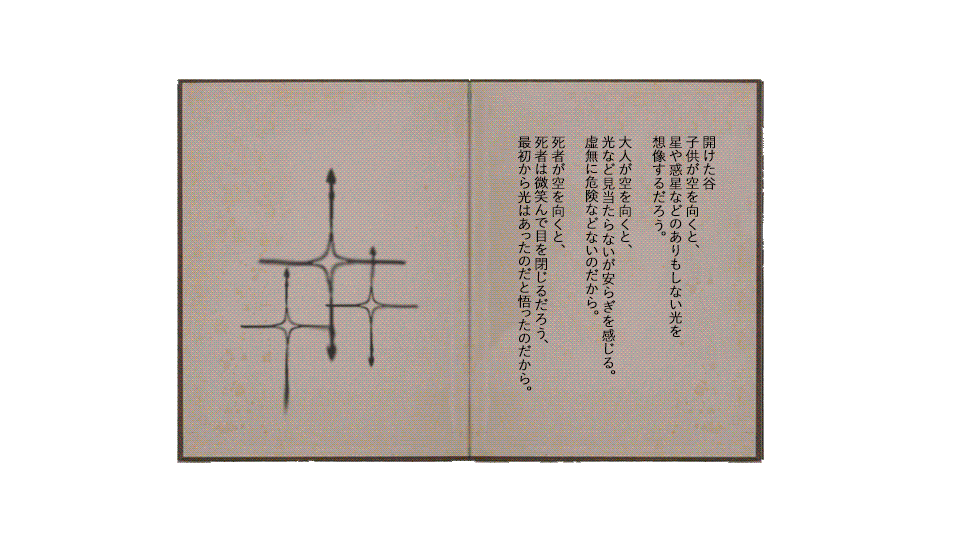 開けた谷
子供が空を向くと、
星や惑星などのありもしない光を
想像するだろう。
大人が空を向くと、
光など見当たらないが安らぎを感じる。
虚無に危険などないのだから。
死者が空を向くと、
死者は微笑んで目を閉じるだろう、
最初から光はあったのだと悟ったのだから。